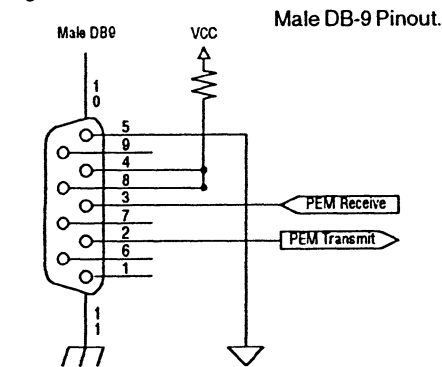 Male DB-9 Pinout.
Male DB9
VCC
1
0
5
9
4
8
3
PEM Receive
7
2
PEM Transmit
6
1
1
1